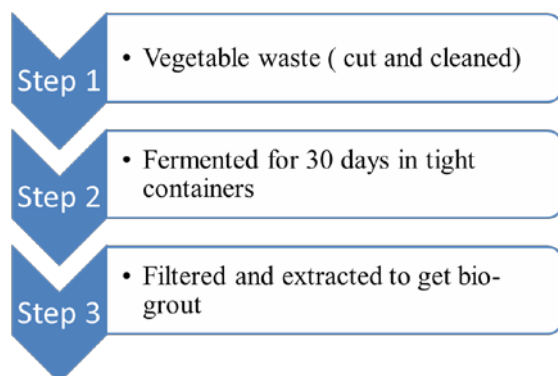 Step 1
• Vegetable waste ( cut and cleaned)
Step 2
• Fermented for 30 days in tight
containers
Step 3
• Filtered and extracted to get bio-
grout